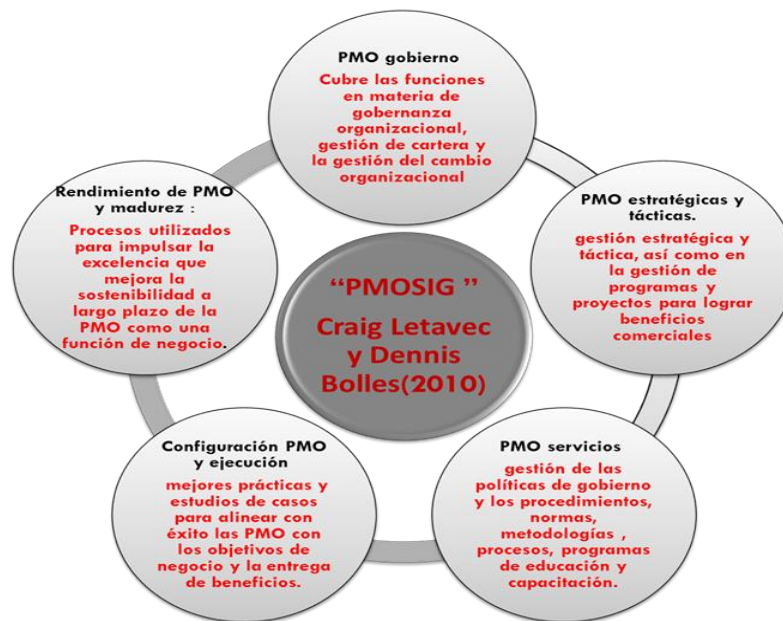 PMO gobierno
Cubre las funciones
en materia de
gobernanza
organizacional,
gestión de cartera y
la gestión del cambio
organizacional
PMO estratégicas y
tácticas.
gestión estratégica y
táctica, así como en
la gestión de
programas y
proyectos para lograr
beneficios
comerciales
PMO servicios
gestión de las
políticas de gobierno
y los procedimientos,
normas,
metodologías ,
procesos, programas
de educación y
capacitación.
Configuración PMO
y ejecución
mejores prácticas y
estudios de casos
para alinear con
éxito las PMO con
los objetivos de
negocio y la entrega
de beneficios.
Rendimiento de PMO
y madurez :
Procesos utilizados
para impulsar la
excelencia que
mejora la
sostenibilidad a
largo plazo de la
PMO como una
función de negocio.
“PMOSIG ”
Craig Letavec
y Dennis
Bolles(2010)